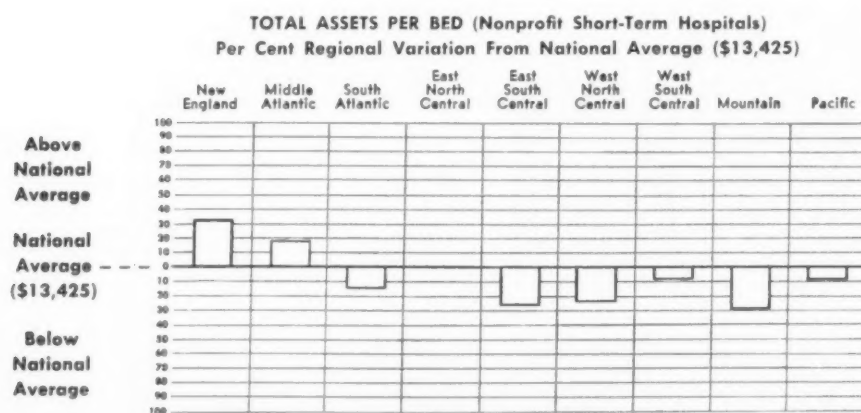 TOTAL ASSETS PER BED (Nonprofit Short-Term Hospitals)
Per Cent Regional Variation From National Average ($13,425)
New England
Middle Atlantic
South Atlantic
East North Central
East South Central
West North Central
West South Central
Mountain
Pacific
Above
National
Average
National
Average
($13,425)
Below
National
Average
100
90
80
70
60
50
40
30
20
10
0
10
20
30
40
50
60
70
80
90
100